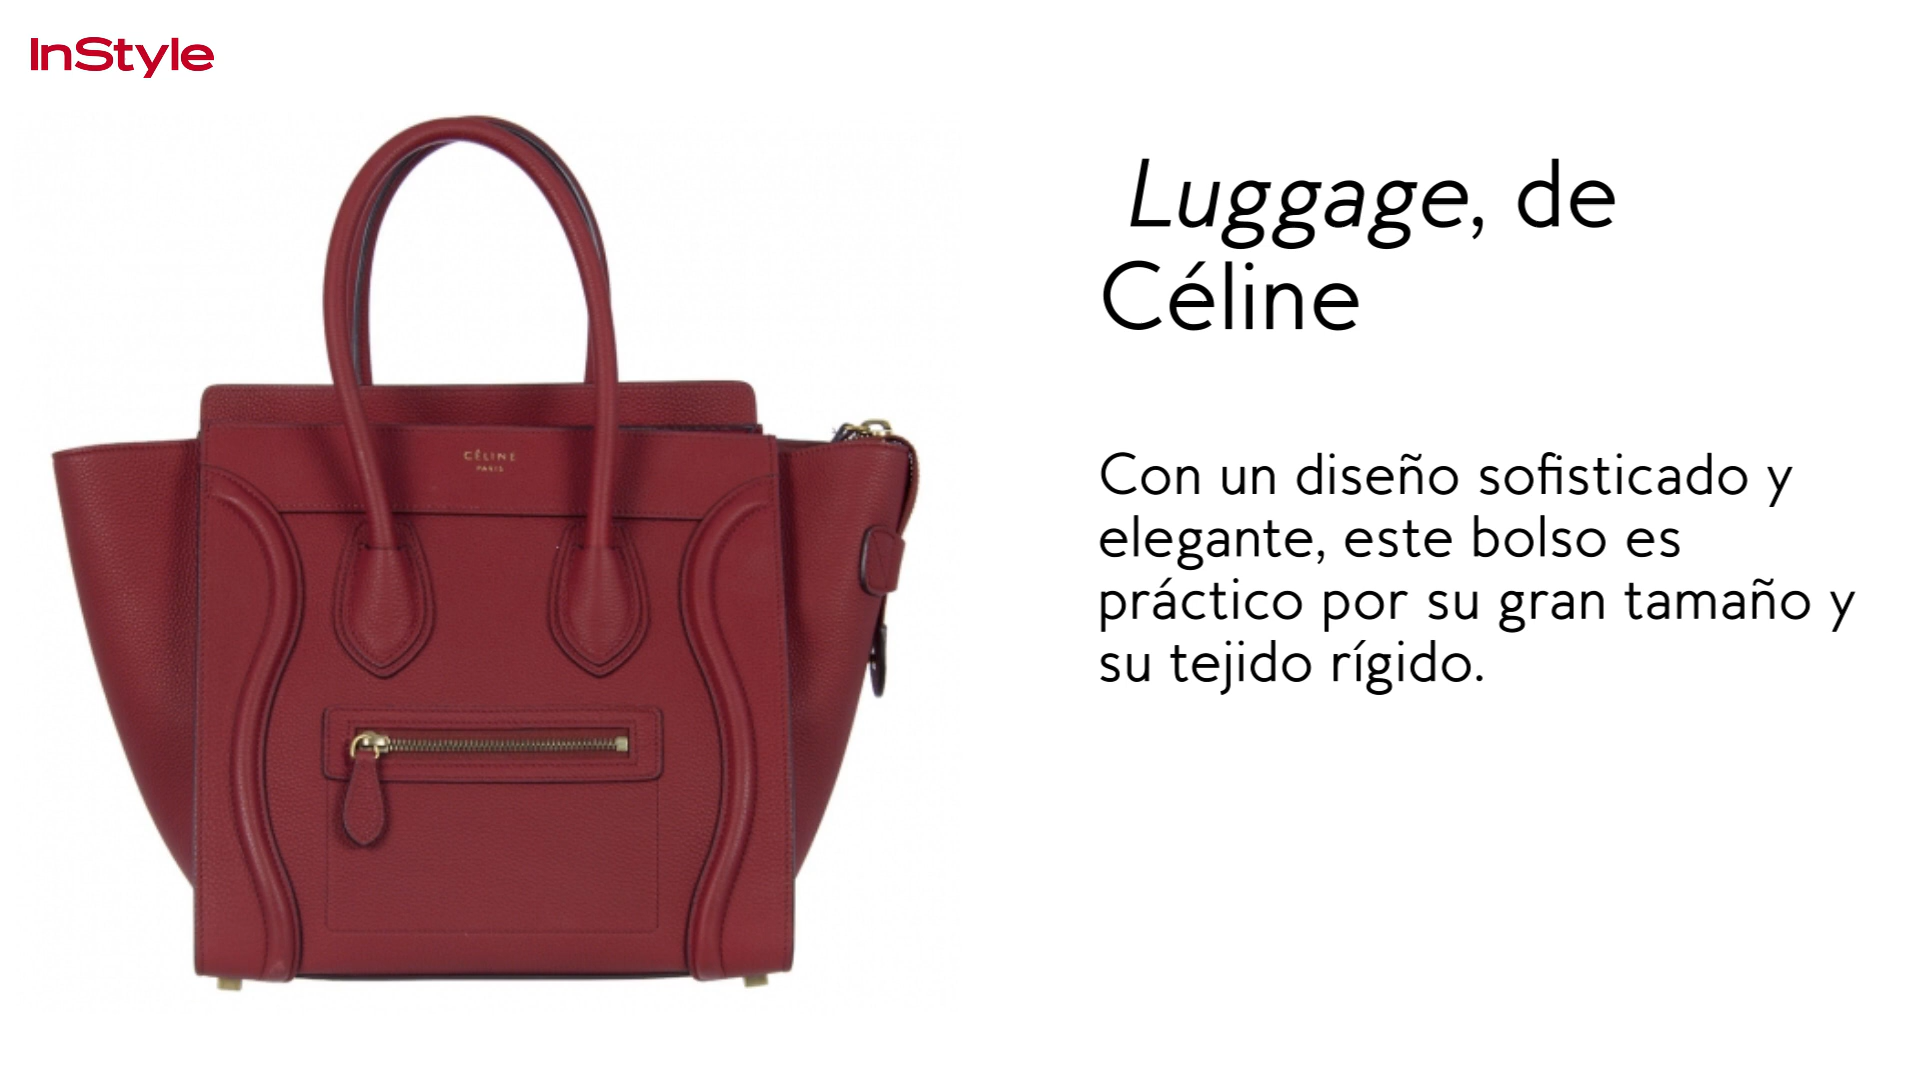 InStyle
Luggage, de
Céline
CÉLINE
PARIS
Con un diseño sofisticado y
elegante, este bolso es
práctico por su gran tamaño y
su tejido rígido.